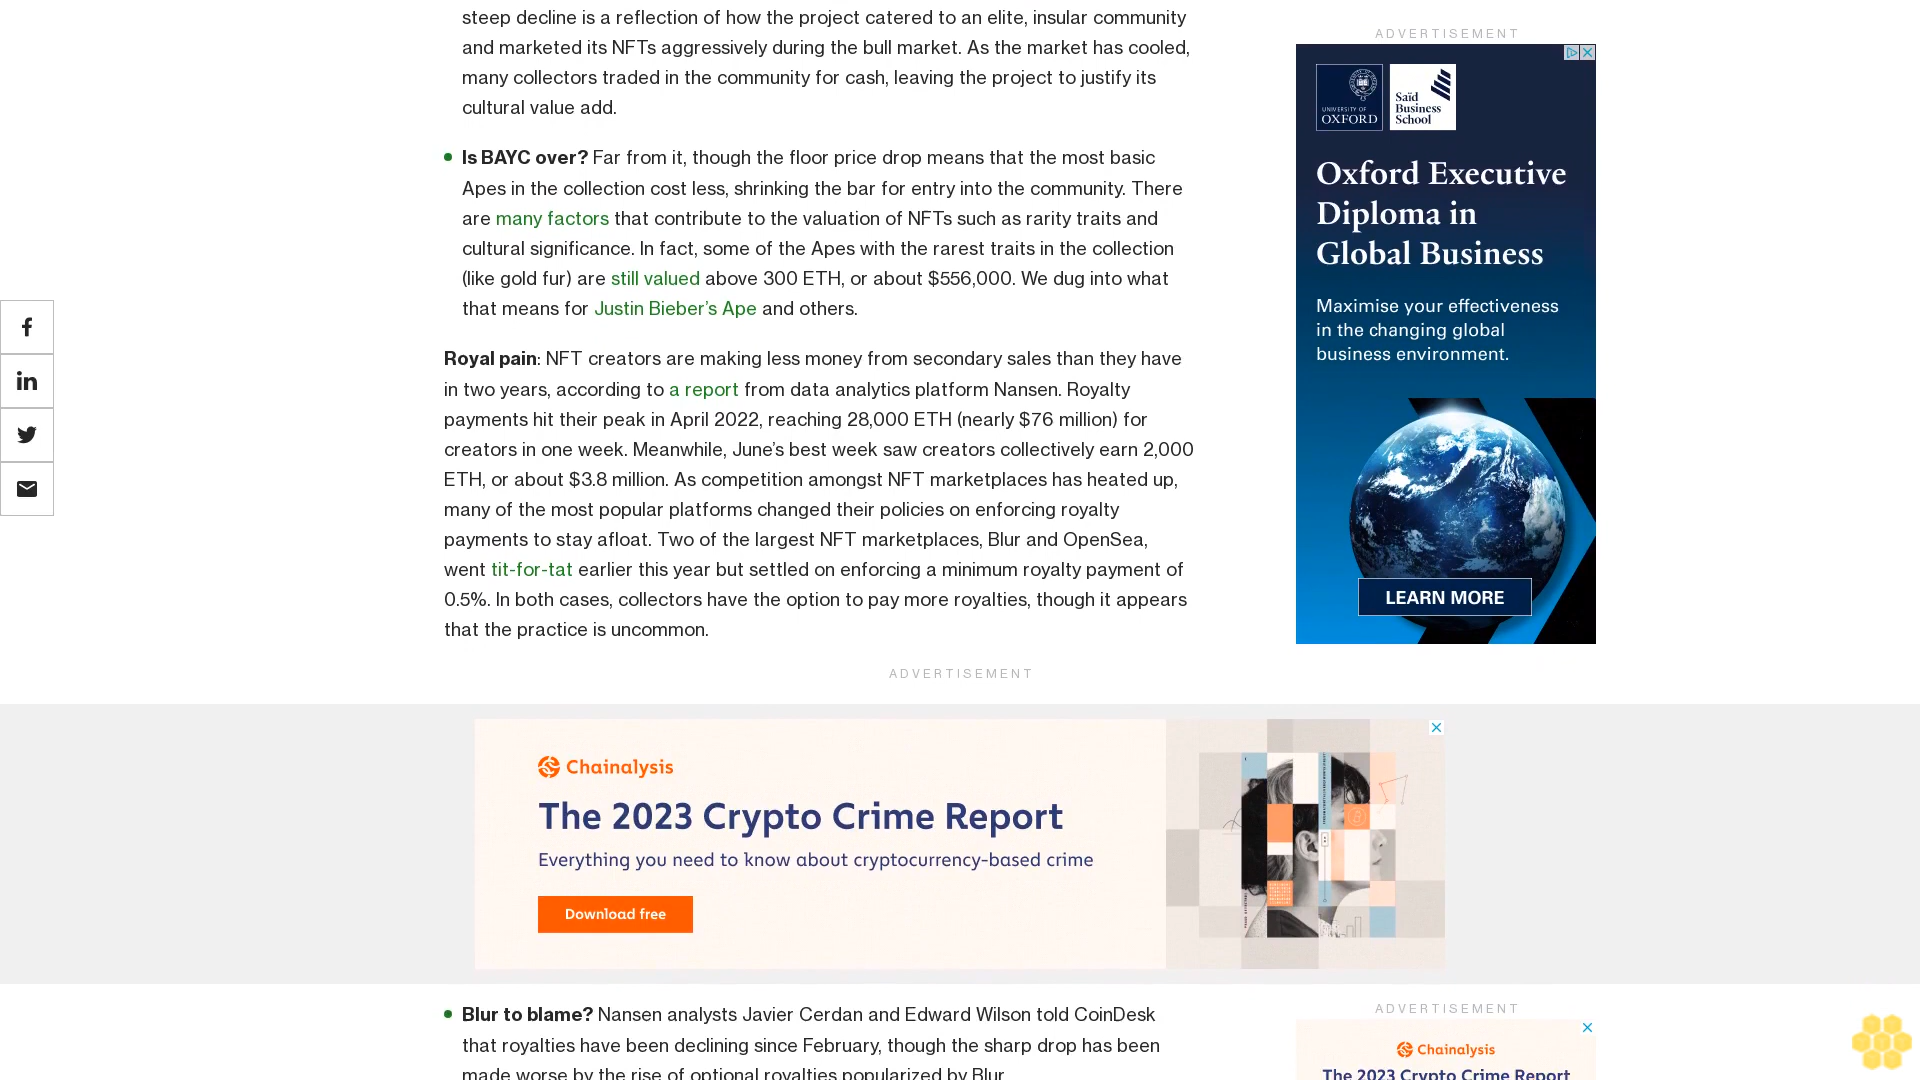 steep decline is a reflection of how the project catered to an elite, insular community
and marketed its NFTs aggressively during the bull market. As the market has cooled,
many collectors traded in the community for cash, leaving the project to justify its
cultural value add.
Is BAYC over? Far from it, though the floor price drop means that the most basic
Apes in the collection cost less, shrinking the bar for entry into the community. There
are many factors that contribute to the valuation of NFTs such as rarity traits and
cultural significance. In fact, some of the Apes with the rarest traits in the collection
(like gold fur) are still valued above 300 ETH, or about $556,000. We dug into what
that means for Justin Bieber’s Ape and others.
Royal pain: NFT creators are making less money from secondary sales than they have
in two years, according to a report from data analytics platform Nansen. Royalty
payments hit their peak in April 2022, reaching 28,000 ETH (nearly $76 million) for
creators in one week. Meanwhile, June’s best week saw creators collectively earn 2,000
ETH, or about $3.8 million. As competition amongst NFT marketplaces has heated up,
many of the most popular platforms changed their policies on enforcing royalty
payments to stay afloat. Two of the largest NFT marketplaces, Blur and OpenSea,
went tit-for-tat earlier this year but settled on enforcing a minimum royalty payment of
0.5%. In both cases, collectors have the option to pay more royalties, though it appears
that the practice is uncommon.
ADVERTISEMENT
UNIVERSITY OF
OXFORD
Saïd
Business
School
Oxford Executive
Diploma in
Global Business
Maximise your effectiveness
in the changing global
business environment.
LEARN MORE
ADVERTISEMENT
Chainalysis
The 2023 Crypto Crime Report
Everything you need to know about cryptocurrency-based crime
Download free
Blur to blame? Nansen analysts Javier Cerdan and Edward Wilson told CoinDesk
that royalties have been declining since February, though the sharp drop has been
made worse by the rise of optional royalties popularized by Blur.
ADVERTISEMENT
Chainalysis
The 2023 Crypto Crime Report